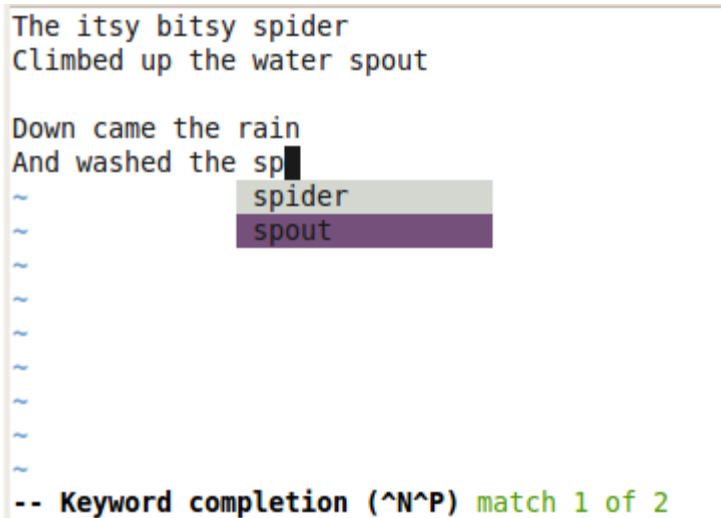 The itsy bitsy spider
Climbed up the water spout

Down came the rain
And washed the sp
~ spider
~ spout
~
~
~
~
~
~
~
-- Keyword completion (^N^P) match 1 of 2